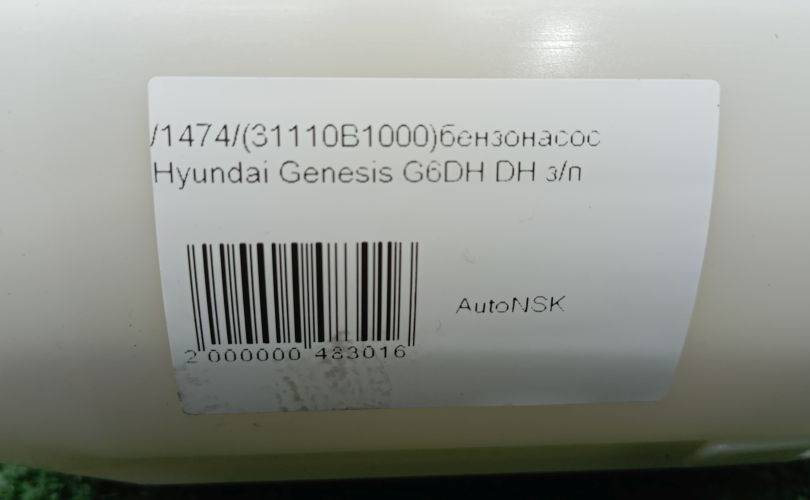 /1474/(31110B1000)бензонасос
Hyundai Genesis G6DH DH з/п
AutoNSK
2 000000 483016